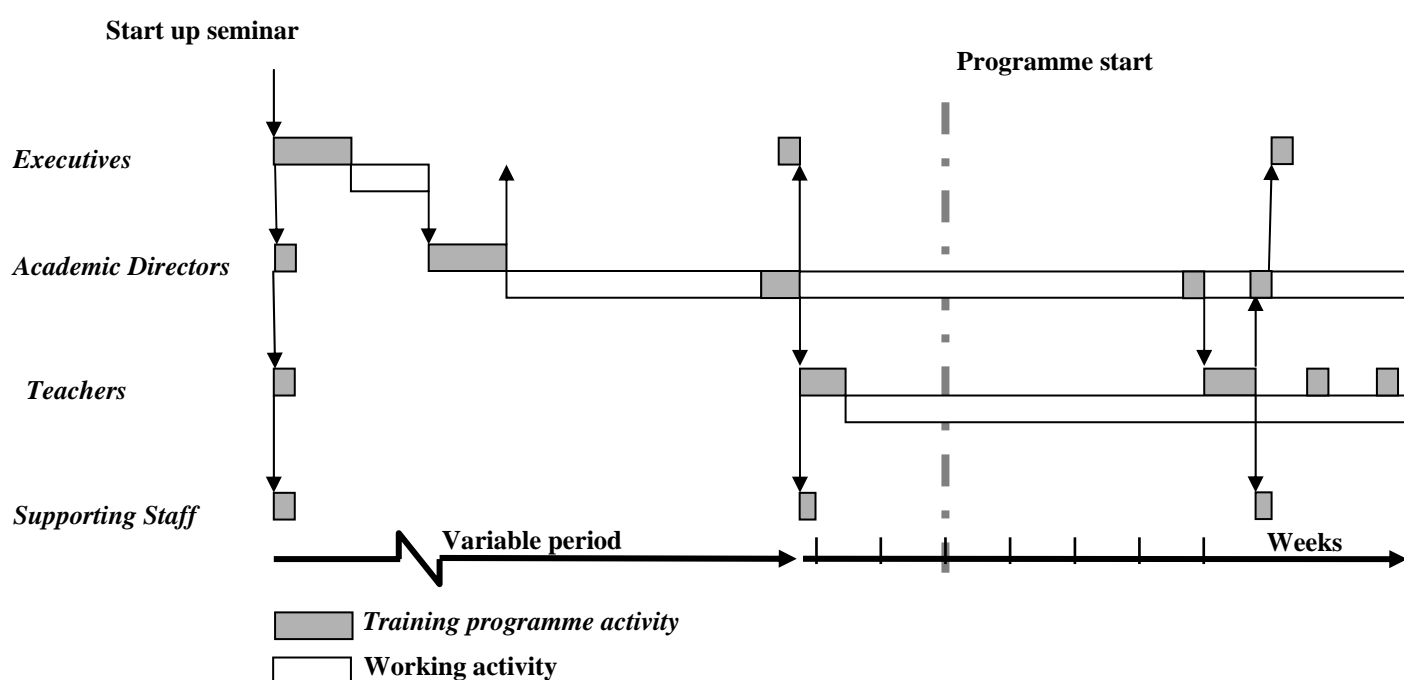 Start up seminar
Programme start
Executives
Academic Directors
Teachers
Supporting Staff
Variable period
Weeks
Training programme activity
Working activity